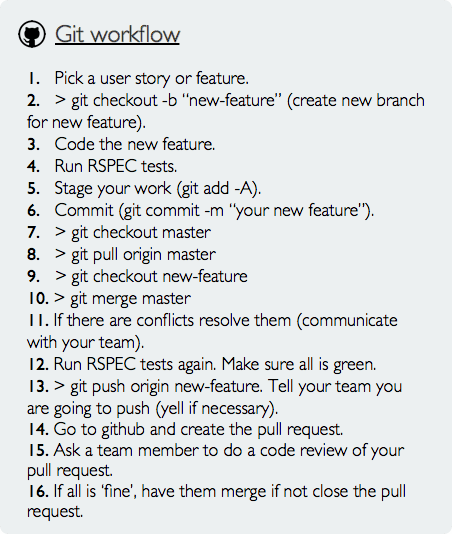 Git workflow
1. Pick a user story or feature.
2. > git checkout -b “new-feature” (create new branch
for new feature).
3. Code the new feature.
4. Run RSPEC tests.
5. Stage your work (git add -A).
6. Commit (git commit -m “your new feature”).
7. > git checkout master
8. > git pull origin master
9. > git checkout new-feature
10. > git merge master
11. If there are conflicts resolve them (communicate
with your team).
12. Run RSPEC tests again. Make sure all is green.
13. > git push origin new-feature. Tell your team you
are going to push (yell if necessary).
14. Go to github and create the pull request.
15. Ask a team member to do a code review of your
pull request.
16. If all is ‘fine’, have them merge if not close the pull
request.